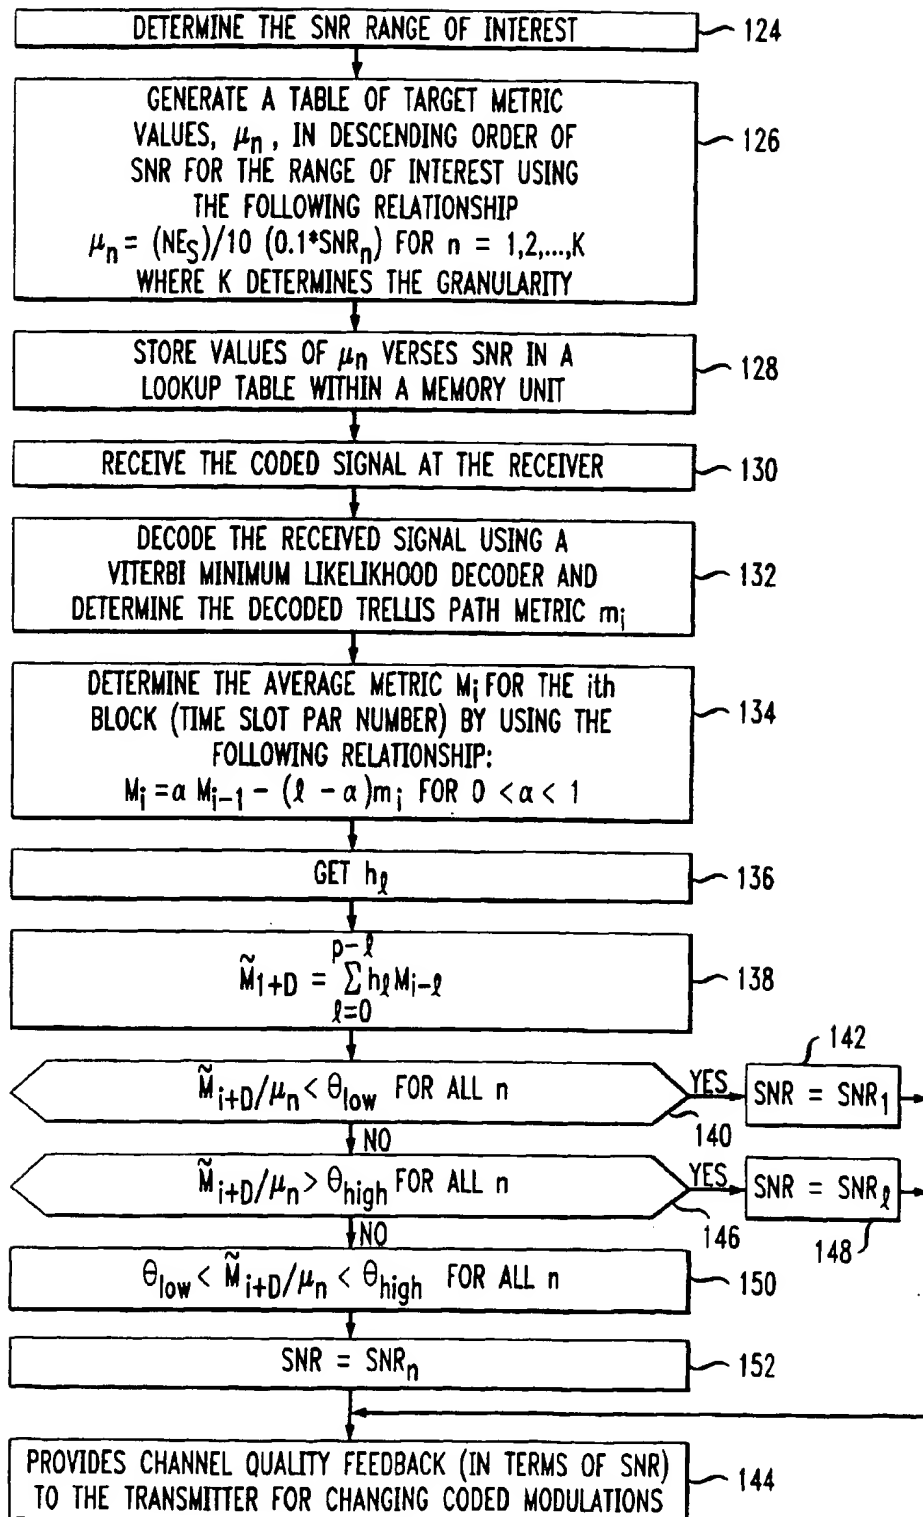 DETERMINE THE SNR RANGE OF INTEREST
124
GENERATE A TABLE OF TARGET METRIC
VALUES, μn, IN DESCENDING ORDER OF
SNR FOR THE RANGE OF INTEREST USING
THE FOLLOWING RELATIONSHIP
μn = (NES)/10 (0.1*SNRn) FOR n = 1,2,...,K
WHERE K DETERMINES THE GRANULARITY
126
STORE VALUES OF μn VERSES SNR IN A
LOOKUP TABLE WITHIN A MEMORY UNIT
128
RECEIVE THE CODED SIGNAL AT THE RECEIVER
130
DECODE THE RECEIVED SIGNAL USING A
VITERBI MINIMUM LIKELIKHOOD DECODER AND
DETERMINE THE DECODED TRELLIS PATH METRIC mi
132
DETERMINE THE AVERAGE METRIC Mi FOR THE ith
BLOCK (TIME SLOT PAR NUMBER) BY USING THE
FOLLOWING RELATIONSHIP:
Mi = α Mi-1 - (ℓ - α)mi FOR 0 < α < 1
134
GET hℓ
136
p-ℓ
M̃1+D = Σ hℓMi-ℓ
ℓ=0
138
M̃i+D/μn < θlow FOR ALL n
140
YES
142
SNR = SNR1
NO
M̃i+D/μn > θhigh FOR ALL n
146
YES
SNR = SNRℓ
148
NO
θlow < M̃i+D/μn < θhigh FOR ALL n
150
SNR = SNRn
152
PROVIDES CHANNEL QUALITY FEEDBACK (IN TERMS OF SNR)
TO THE TRANSMITTER FOR CHANGING CODED MODULATIONS
144